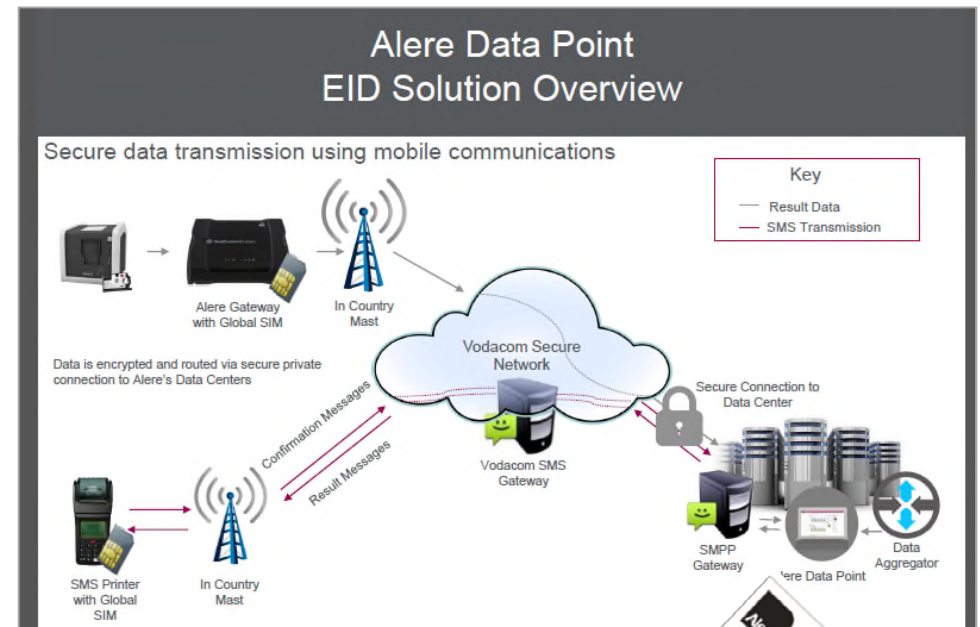 Alere Data Point
EID Solution Overview
Secure data transmission using mobile communications
Key
Result Data
SMS Transmission
Alere Gateway
with Global SIM
In Country
Mast
Data is encrypted and routed via secure private
connection to Alere's Data Centers
Vodacom Secure
Network
Secure Connection to
Data Center
Confirmation Messages
Result Messages
Vodacom SMS
Gateway
SMS Printer
with Global
SIM
In Country
Mast
SMPP
Gateway
lere Data Point
Data
Aggregator